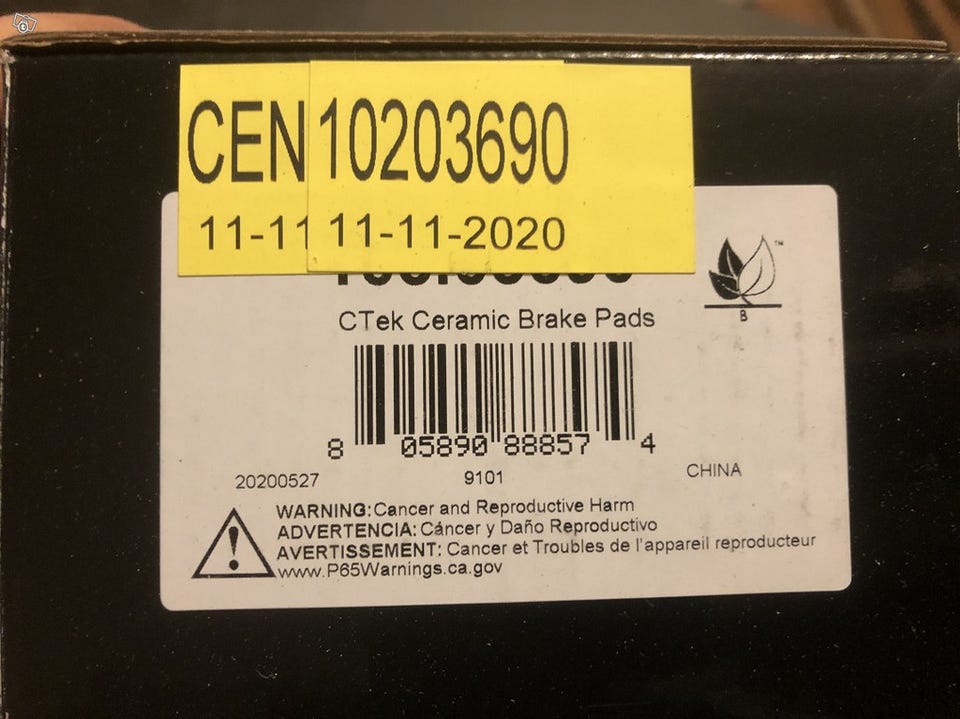 CEN 10203690
11-11 11-11-2020
CTek Ceramic Brake Pads
™
B
8 05890 88857 4
20200527 9101 CHINA
WARNING: Cancer and Reproductive Harm
ADVERTENCIA: Cáncer y Daño Reproductivo
AVERTISSEMENT: Cancer et Troubles de l'appareil reproducteur
www.P65Warnings.ca.gov